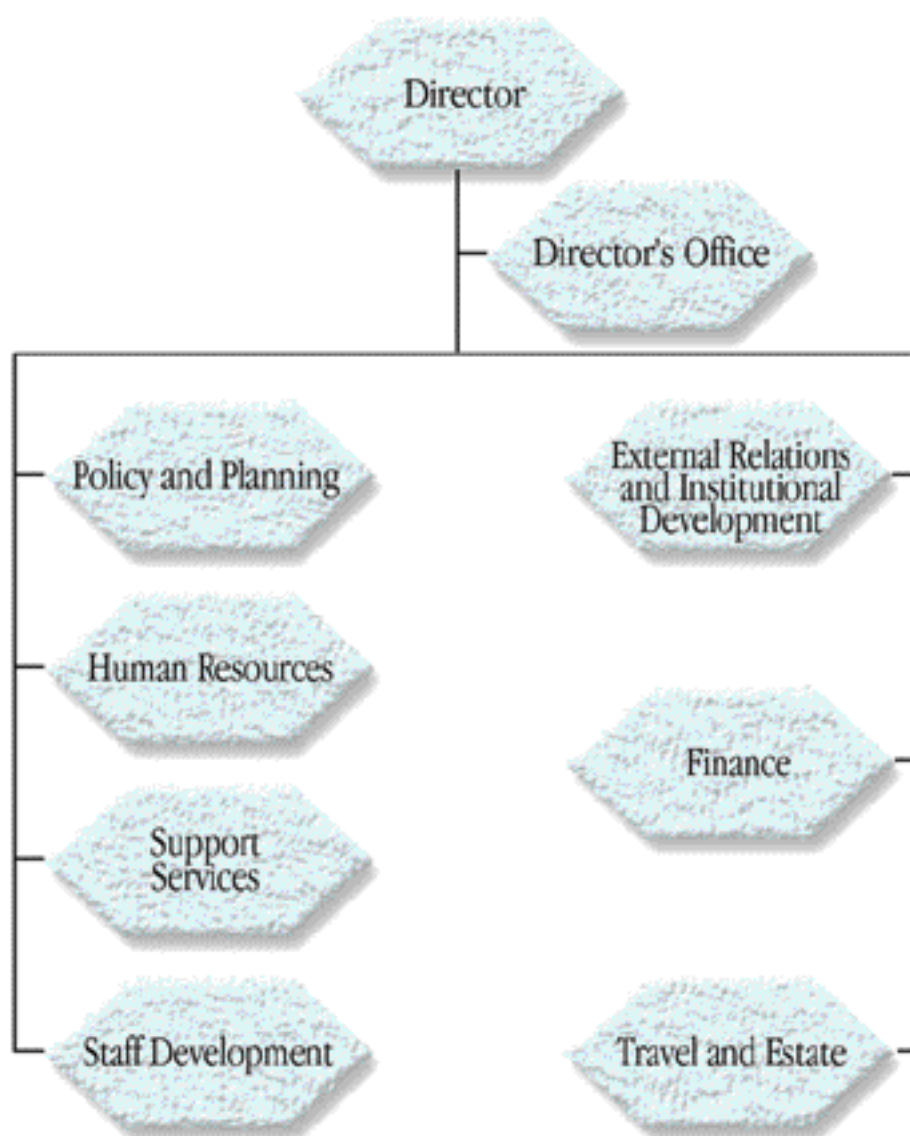 Director
Director's Office
Policy and Planning
External Relations
and Institutional
Development
Human Resources
Finance
Support
Services
Staff Development
Travel and Estate